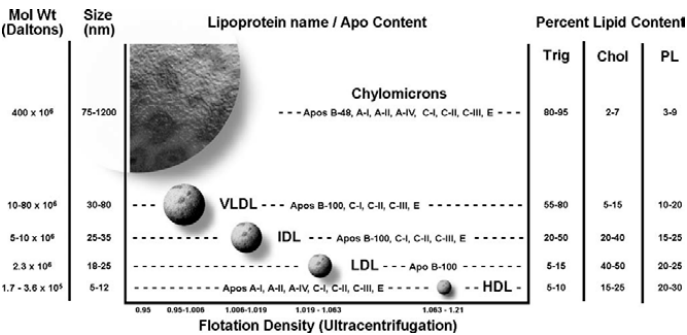 Mol Wt (Daltons) Size (nm) Lipoprotein name / Apo Content Percent Lipid Content
Trig Chol PL
Chylomicrons
400 x 10⁶ 75-1200 Apos B-48, A-I, A-II, A-IV, C-I, C-II, C-III, E 80-95 2-7 3-9
10-80 x 10⁶ 30-80 VLDL Apos B-100, C-I, C-II, C-III, E 55-80 5-15 10-20
5-10 x 10⁶ 25-35 IDL Apos B-100, C-I, C-II, C-III, E 20-50 20-40 15-25
2.3 x 10⁶ 18-25 LDL Apo B-100 5-15 40-50 20-25
1.7 - 3.6 x 10⁵ 5-12 Apos A-I, A-II, A-IV, C-I, C-II, C-III, E HDL 5-10 15-25 20-30
0.95 0.95-1.006 1.006-1.019 1.019 - 1.063 1.063 - 1.21
Flotation Density (Ultracentrifugation)